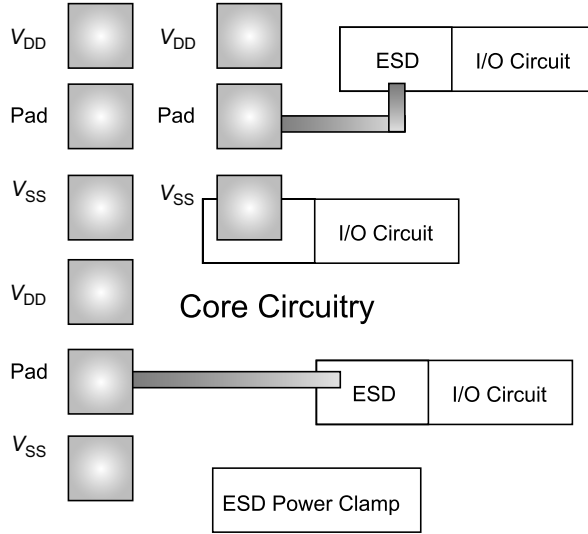 VDD VDD ESD I/O Circuit
Pad Pad
VSS VSS
I/O Circuit
VDD Core Circuitry
Pad ESD I/O Circuit
VSS
ESD Power Clamp